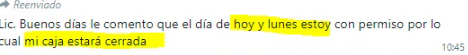 Reenviado
Lic. Buenos días le comento que el día de hoy y lunes estoy con permiso por lo
cual mi caja estará cerrada
10:45